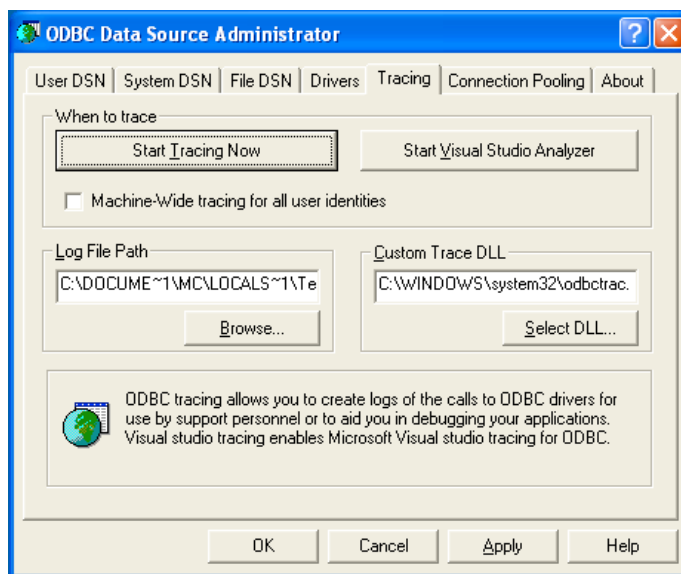 ODBC Data Source Administrator
User DSN System DSN File DSN Drivers Tracing Connection Pooling About
When to trace
Start Tracing Now Start Visual Studio Analyzer
Machine-Wide tracing for all user identities
Log File Path Custom Trace DLL
C:\DOCUME~1\MC\LOCALS~1\Te C:\WINDOWS\system32\odbctrac.
Browse... Select DLL...
ODBC tracing allows you to create logs of the calls to ODBC drivers for
use by support personnel or to aid you in debugging your applications.
Visual studio tracing enables Microsoft Visual studio tracing for ODBC.
OK Cancel Apply Help